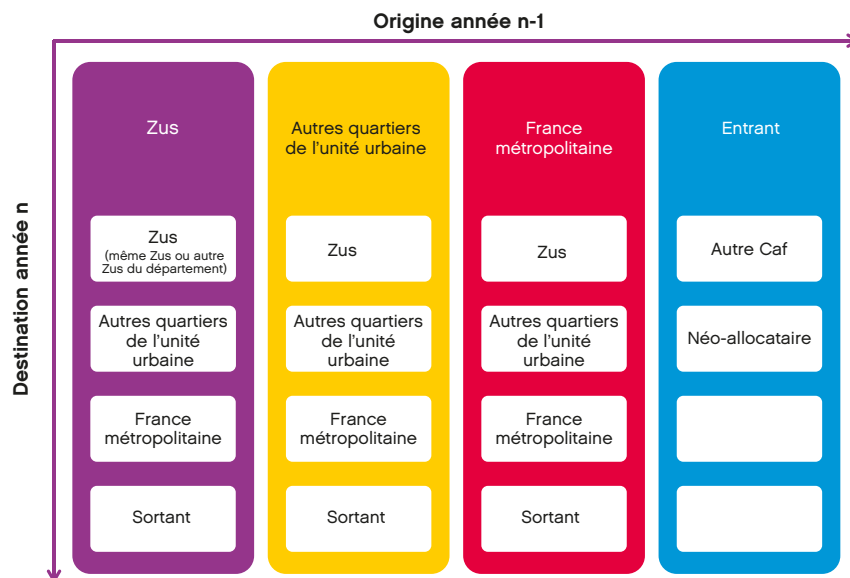 Origine année n-1
Destination année n
Zus
Autres quartiers
de l'unité urbaine
France
métropolitaine
Entrant
Zus
(même Zus ou autre
Zus du département)
Zus
Zus
Autre Caf
Autres quartiers
de l'unité
urbaine
Autres quartiers
de l'unité
urbaine
Autres quartiers
de l'unité
urbaine
Néo-allocataire
France
métropolitaine
France
métropolitaine
France
métropolitaine
Sortant
Sortant
Sortant